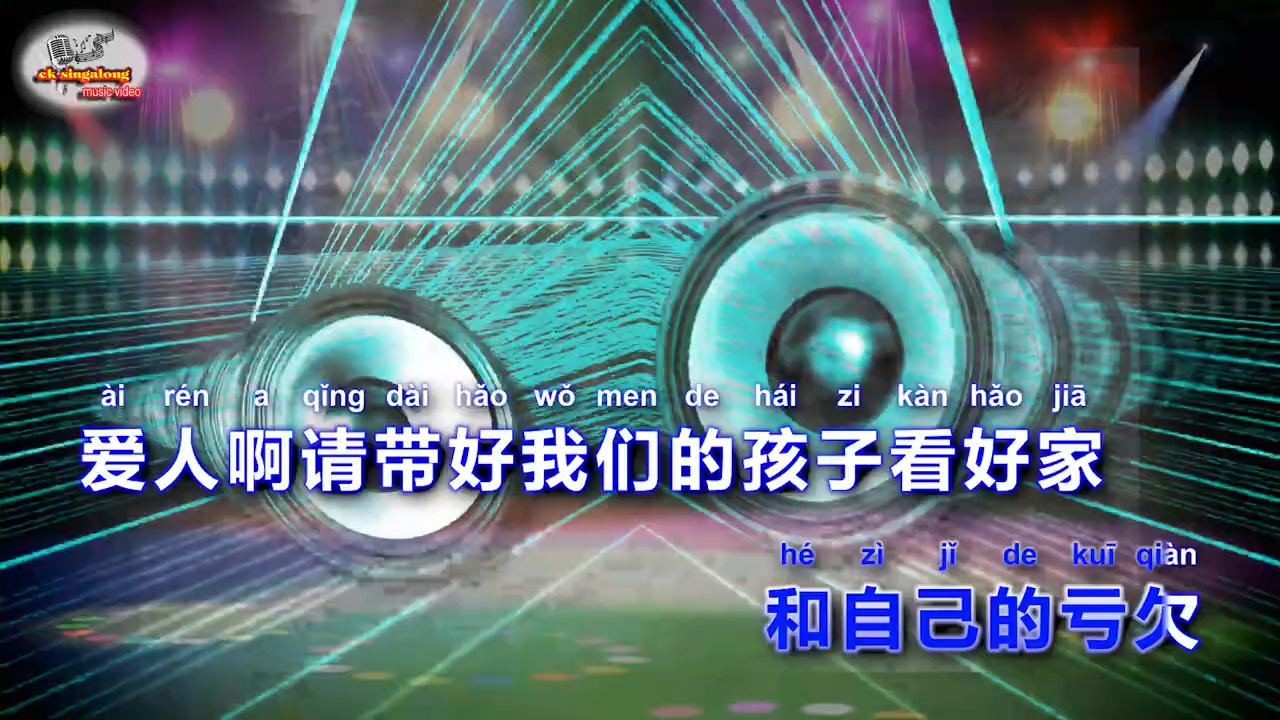 ck singalong
music video
ài rén a qǐng dài hǎo wǒ men de hái zi kàn hǎo jiā
爱人啊请带好我们的孩子看好家
hé zì jǐ de kuī qiàn
和自己的亏欠